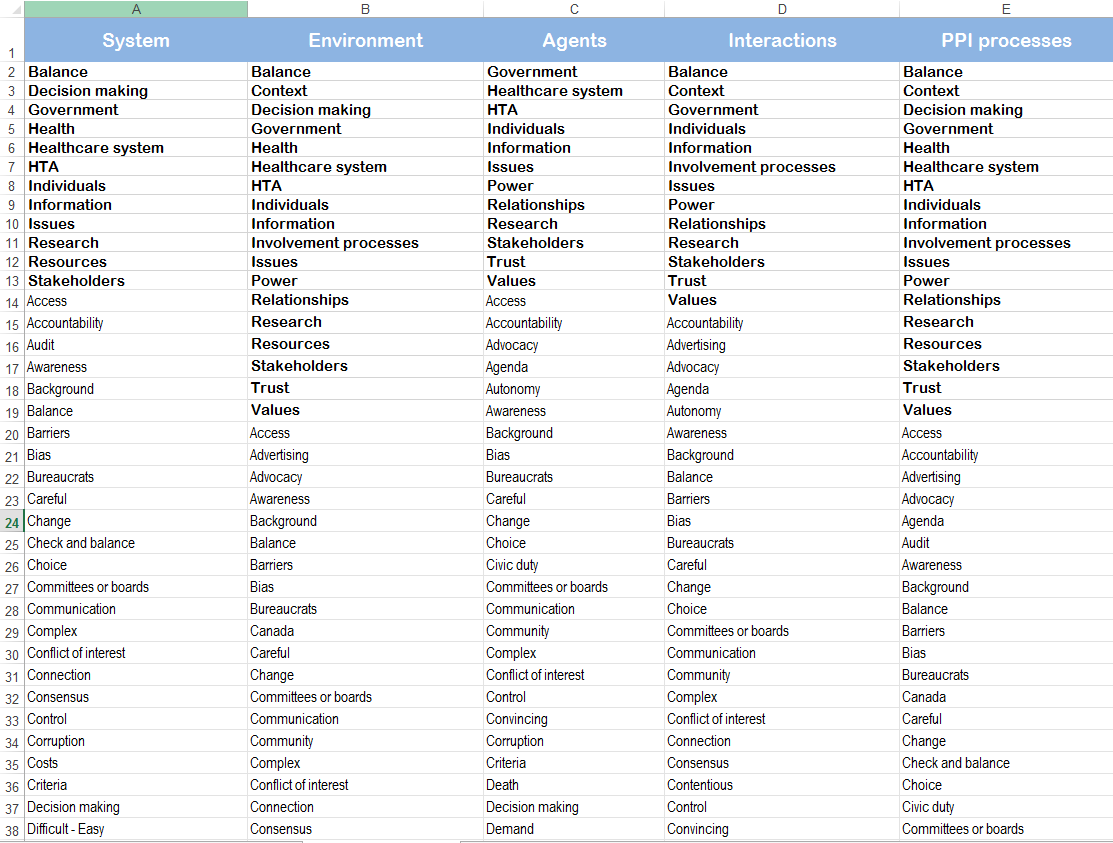 A B C D E
1 System Environment Agents Interactions PPI processes
2 Balance Balance Government Balance Balance
3 Decision making Context Healthcare system Context Context
4 Government Decision making HTA Government Decision making
5 Health Government Individuals Individuals Government
6 Healthcare system Health Information Information Health
7 HTA Healthcare system Issues Involvement processes Healthcare system
8 Individuals HTA Power Issues HTA
9 Information Individuals Relationships Power Individuals
10 Issues Information Research Relationships Information
11 Research Involvement processes Stakeholders Research Involvement processes
12 Resources Issues Trust Stakeholders Issues
13 Stakeholders Power Values Trust Power
14 Access Relationships Access Values Relationships
15 Accountability Research Accountability Accountability Research
16 Audit Resources Advocacy Advertising Resources
17 Awareness Stakeholders Agenda Advocacy Stakeholders
18 Background Trust Autonomy Agenda Trust
19 Balance Values Awareness Autonomy Values
20 Barriers Access Background Awareness Access
21 Bias Advertising Bias Background Accountability
22 Bureaucrats Advocacy Bureaucrats Balance Advertising
23 Careful Awareness Careful Barriers Advocacy
24 Change Background Change Bias Agenda
25 Check and balance Balance Choice Bureaucrats Audit
26 Choice Barriers Civic duty Careful Awareness
27 Committees or boards Bias Committees or boards Change Background
28 Communication Bureaucrats Communication Choice Balance
29 Complex Canada Community Committees or boards Barriers
30 Conflict of interest Careful Complex Communication Bias
31 Connection Change Conflict of interest Community Bureaucrats
32 Consensus Committees or boards Control Complex Canada
33 Control Communication Convincing Conflict of interest Careful
34 Corruption Community Corruption Connection Change
35 Costs Complex Criteria Consensus Check and balance
36 Criteria Conflict of interest Death Contentious Choice
37 Decision making Connection Decision making Control Civic duty
38 Difficult - Easy Consensus Demand Convincing Committees or boards